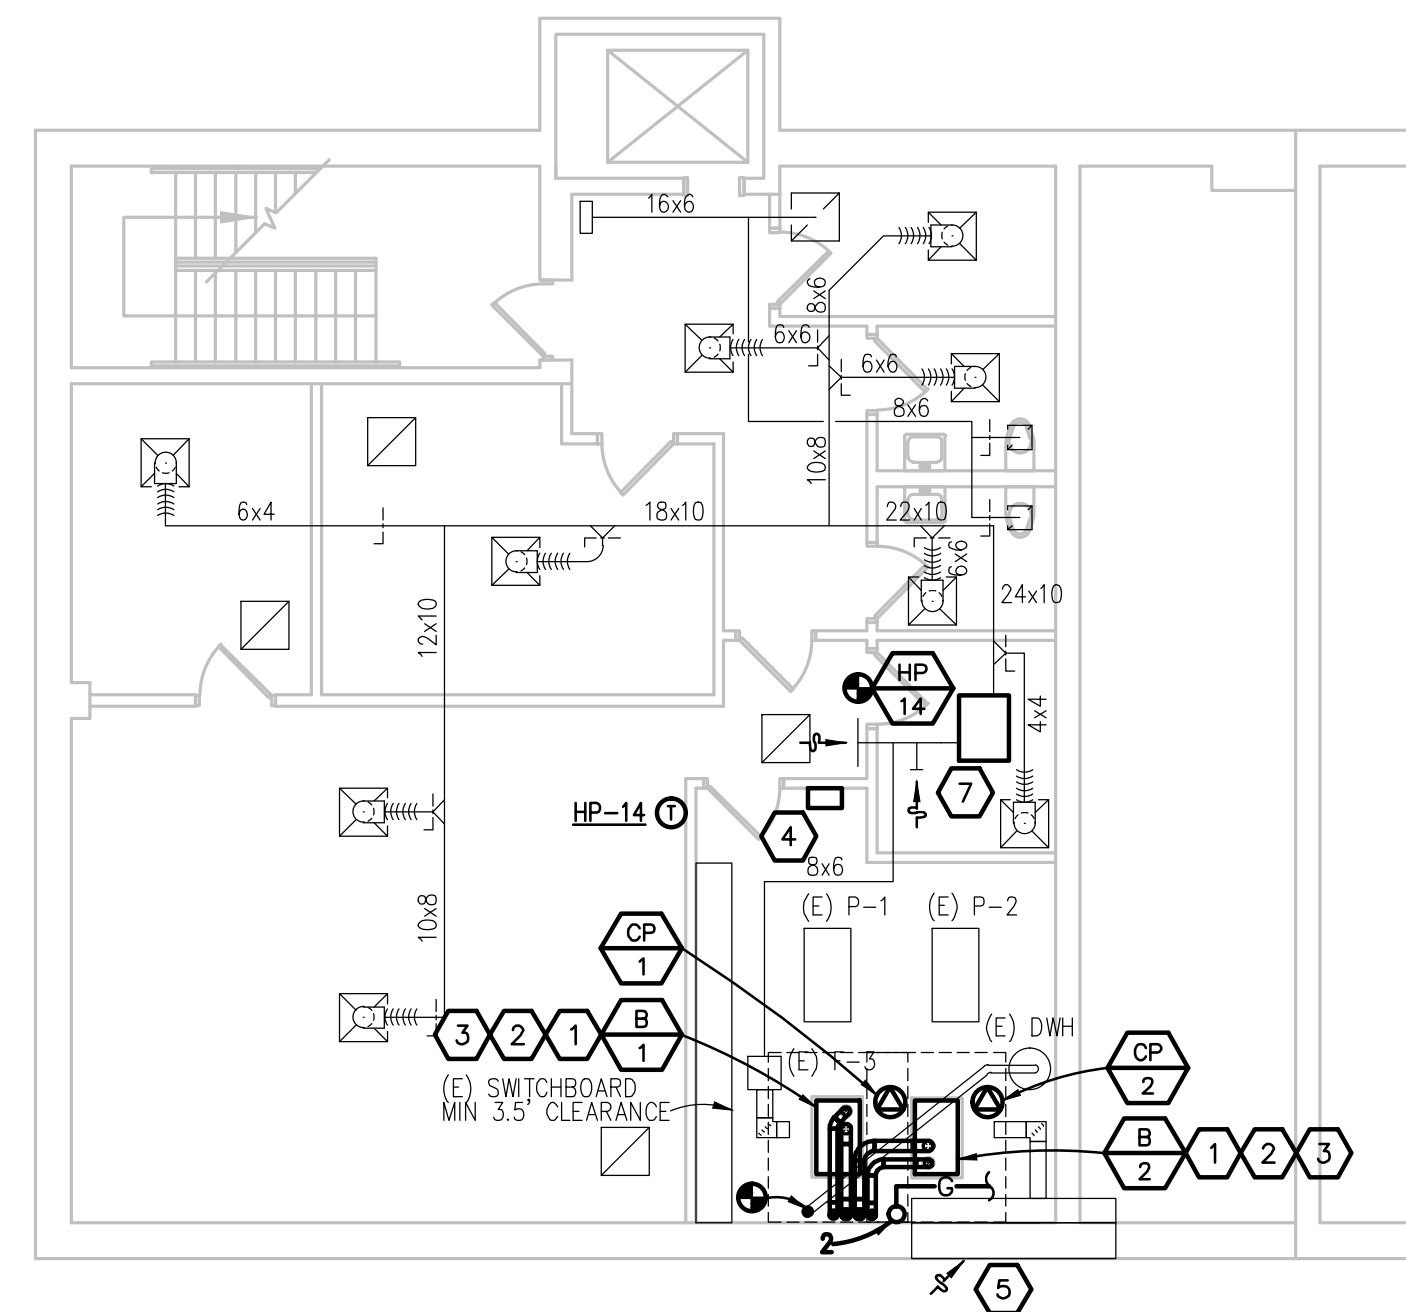 16x6
8x6
6x6
6x6
8x6
10x8
6x4
18x10
22x10
6x6
24x10
12x10
HP
14
4x4
7
HP-14 T
4
8x6
10x8
(E) P-1
(E) P-2
CP
1
3 2 1 B
1
(E) DWH
(E) P-3
CP
2
(E) SWITCHBOARD
MIN 3.5' CLEARANCE
B
2
1 2 3
G
2
5